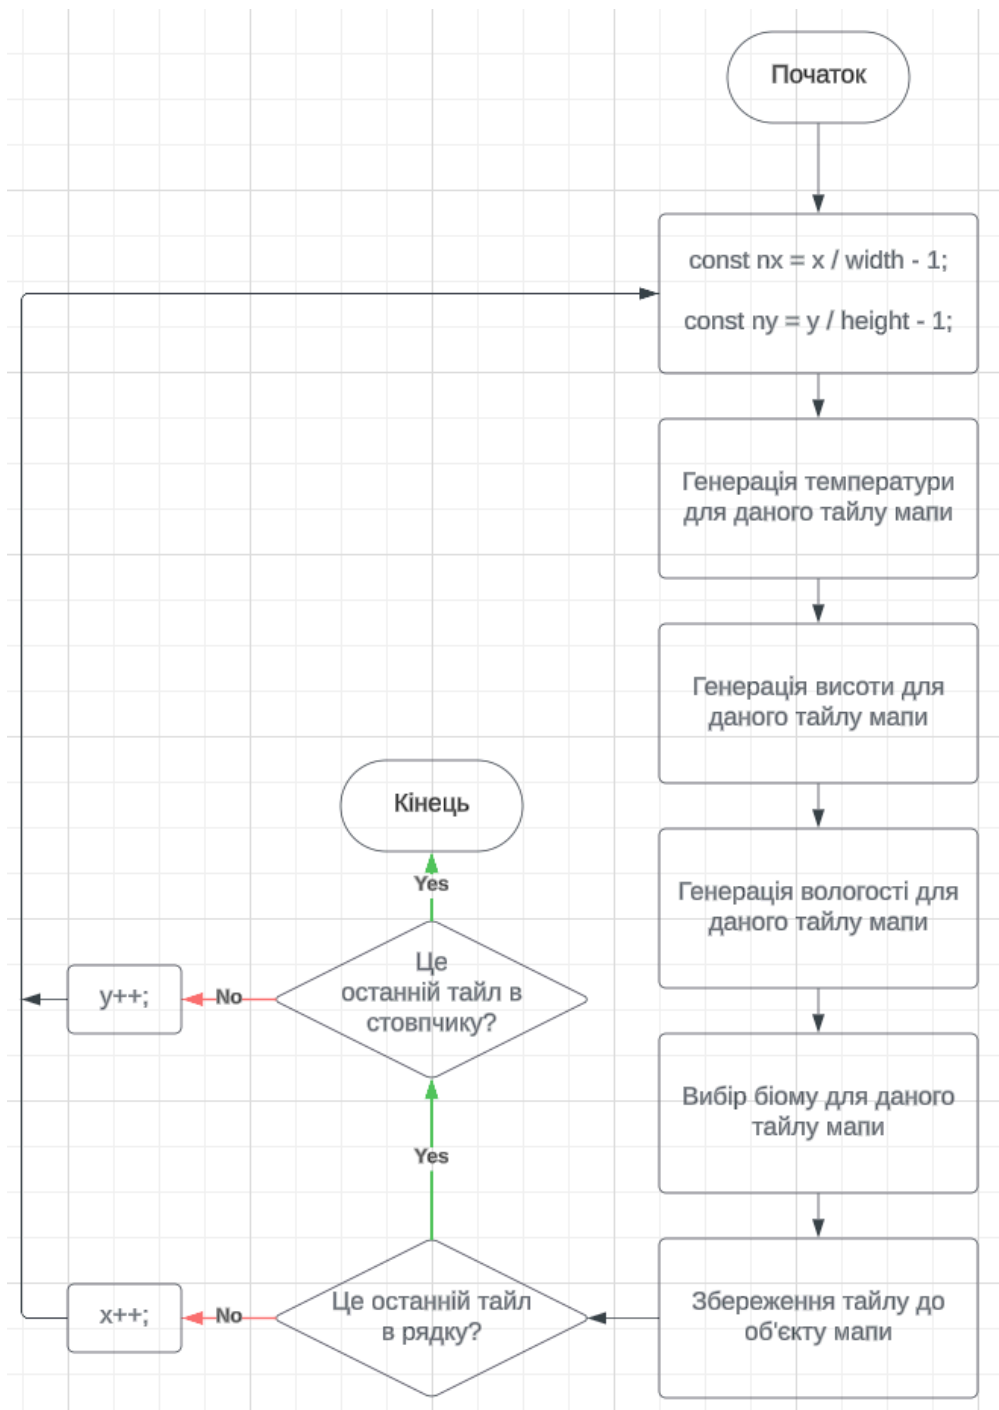 Початок
const nx = x / width - 1;
const ny = y / height - 1;
Генерація температури
для даного тайлу мапи
Генерація висоти для
даного тайлу мапи
Генерація вологості для
даного тайлу мапи
Вибір біому для даного
тайлу мапи
Збереження тайлу до
об'єкту мапи
Це останній тайл
в рядку?
No
x++;
Yes
Це
останній тайл в
стовпчику?
No
y++;
Yes
Кінець